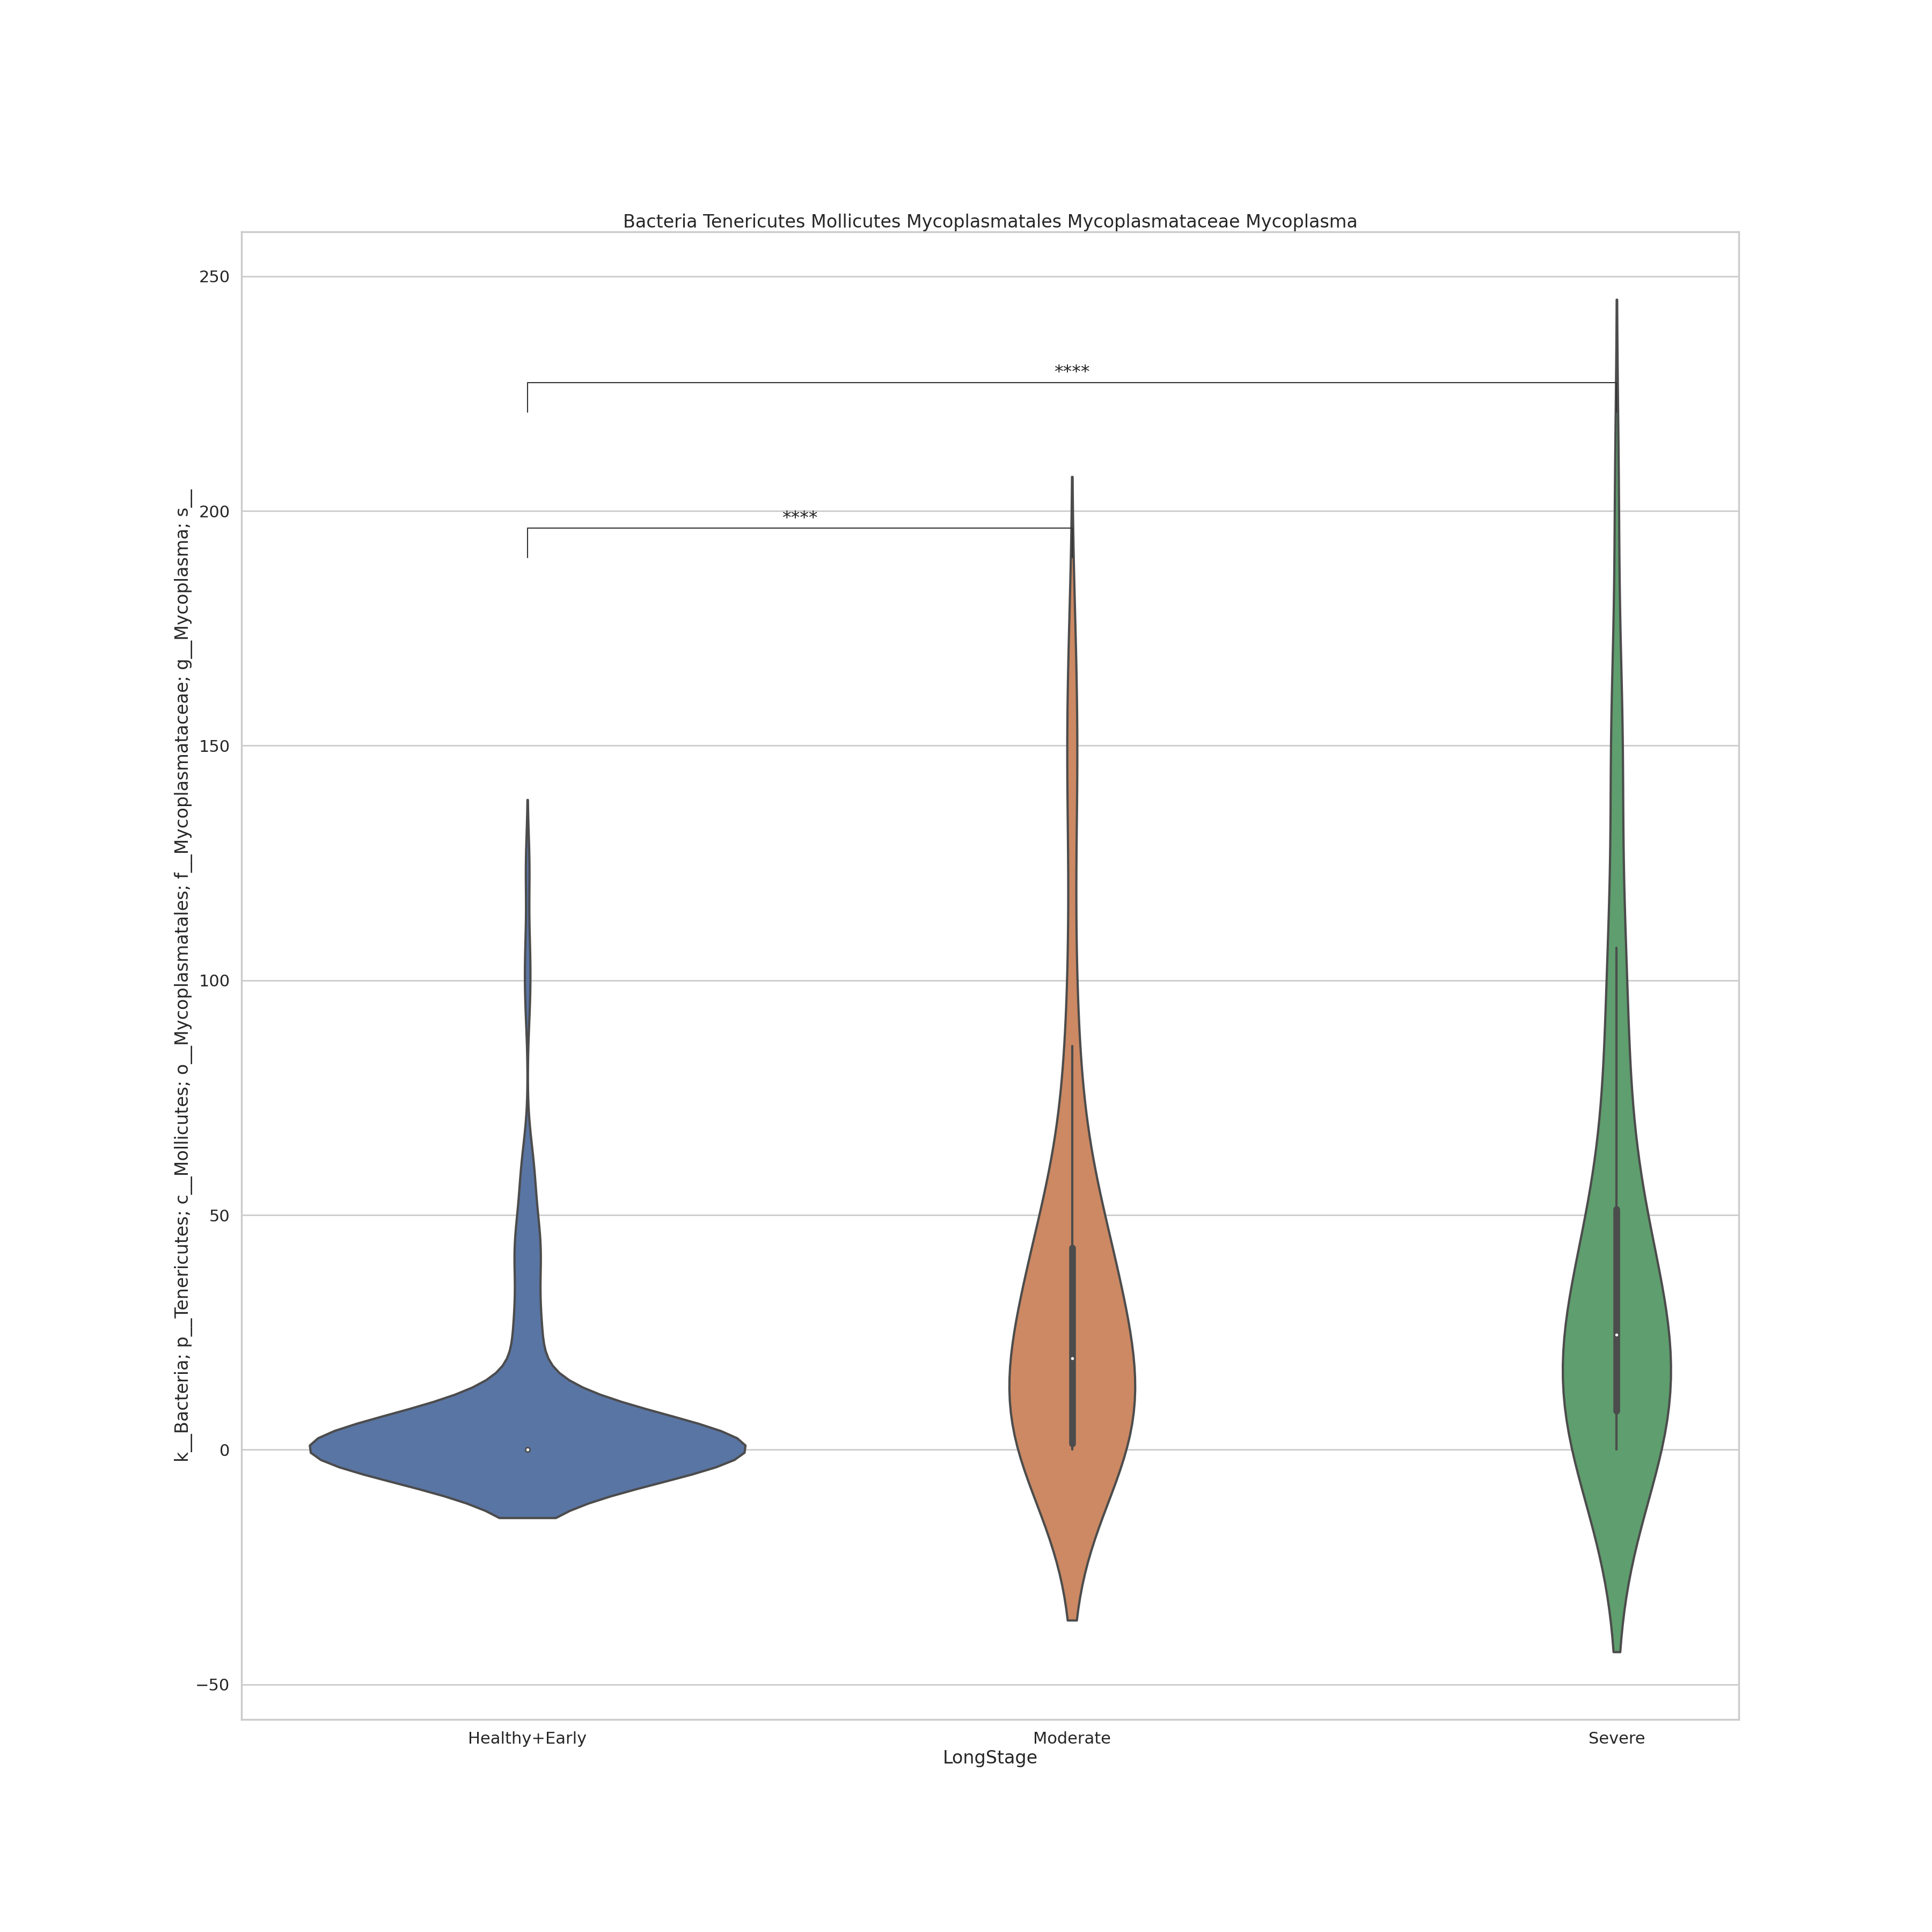 Bacteria Tenericutes Mollicutes Mycoplasmatales Mycoplasmataceae Mycoplasma
k__Bacteria; p__Tenericutes; c__Mollicutes; o__Mycoplasmatales; f__Mycoplasmataceae; g__Mycoplasma; s__
250
200
150
100
50
0
−50
****
****
Healthy+Early
Moderate
Severe
LongStage